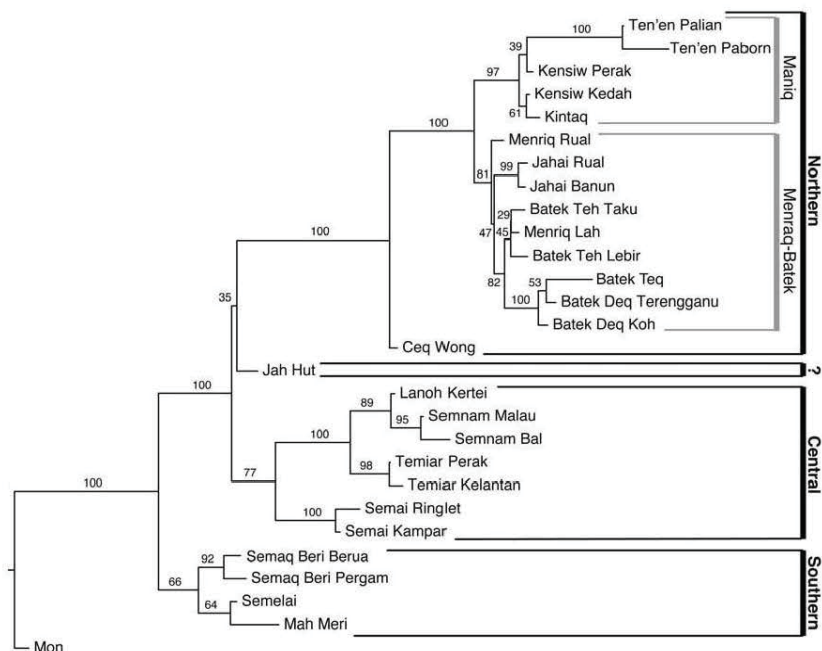 Ten'en Palian
100
Ten'en Paborn
39
97
Kensiw Perak
Kensiw Kedah
61
Kintaq
Maniq
100
Menriq Rual
81
99
Jahai Rual
Jahai Banun
Batek Teh Taku
29
47
45
Menriq Lah
Batek Teh Lebir
82
53
Batek Teq
100
Batek Deq Terengganu
Batek Deq Koh
Menraq-Batek
Northern
100
Ceq Wong
35
Jah Hut
?
100
Lanoh Kertei
89
Semnam Malau
95
Semnam Bal
100
Temiar Perak
98
Temiar Kelantan
77
Semai Ringlet
100
Semai Kampar
Central
100
Semaq Beri Berua
92
Semaq Beri Pergam
66
Semelai
64
Mah Meri
Southern
Mon